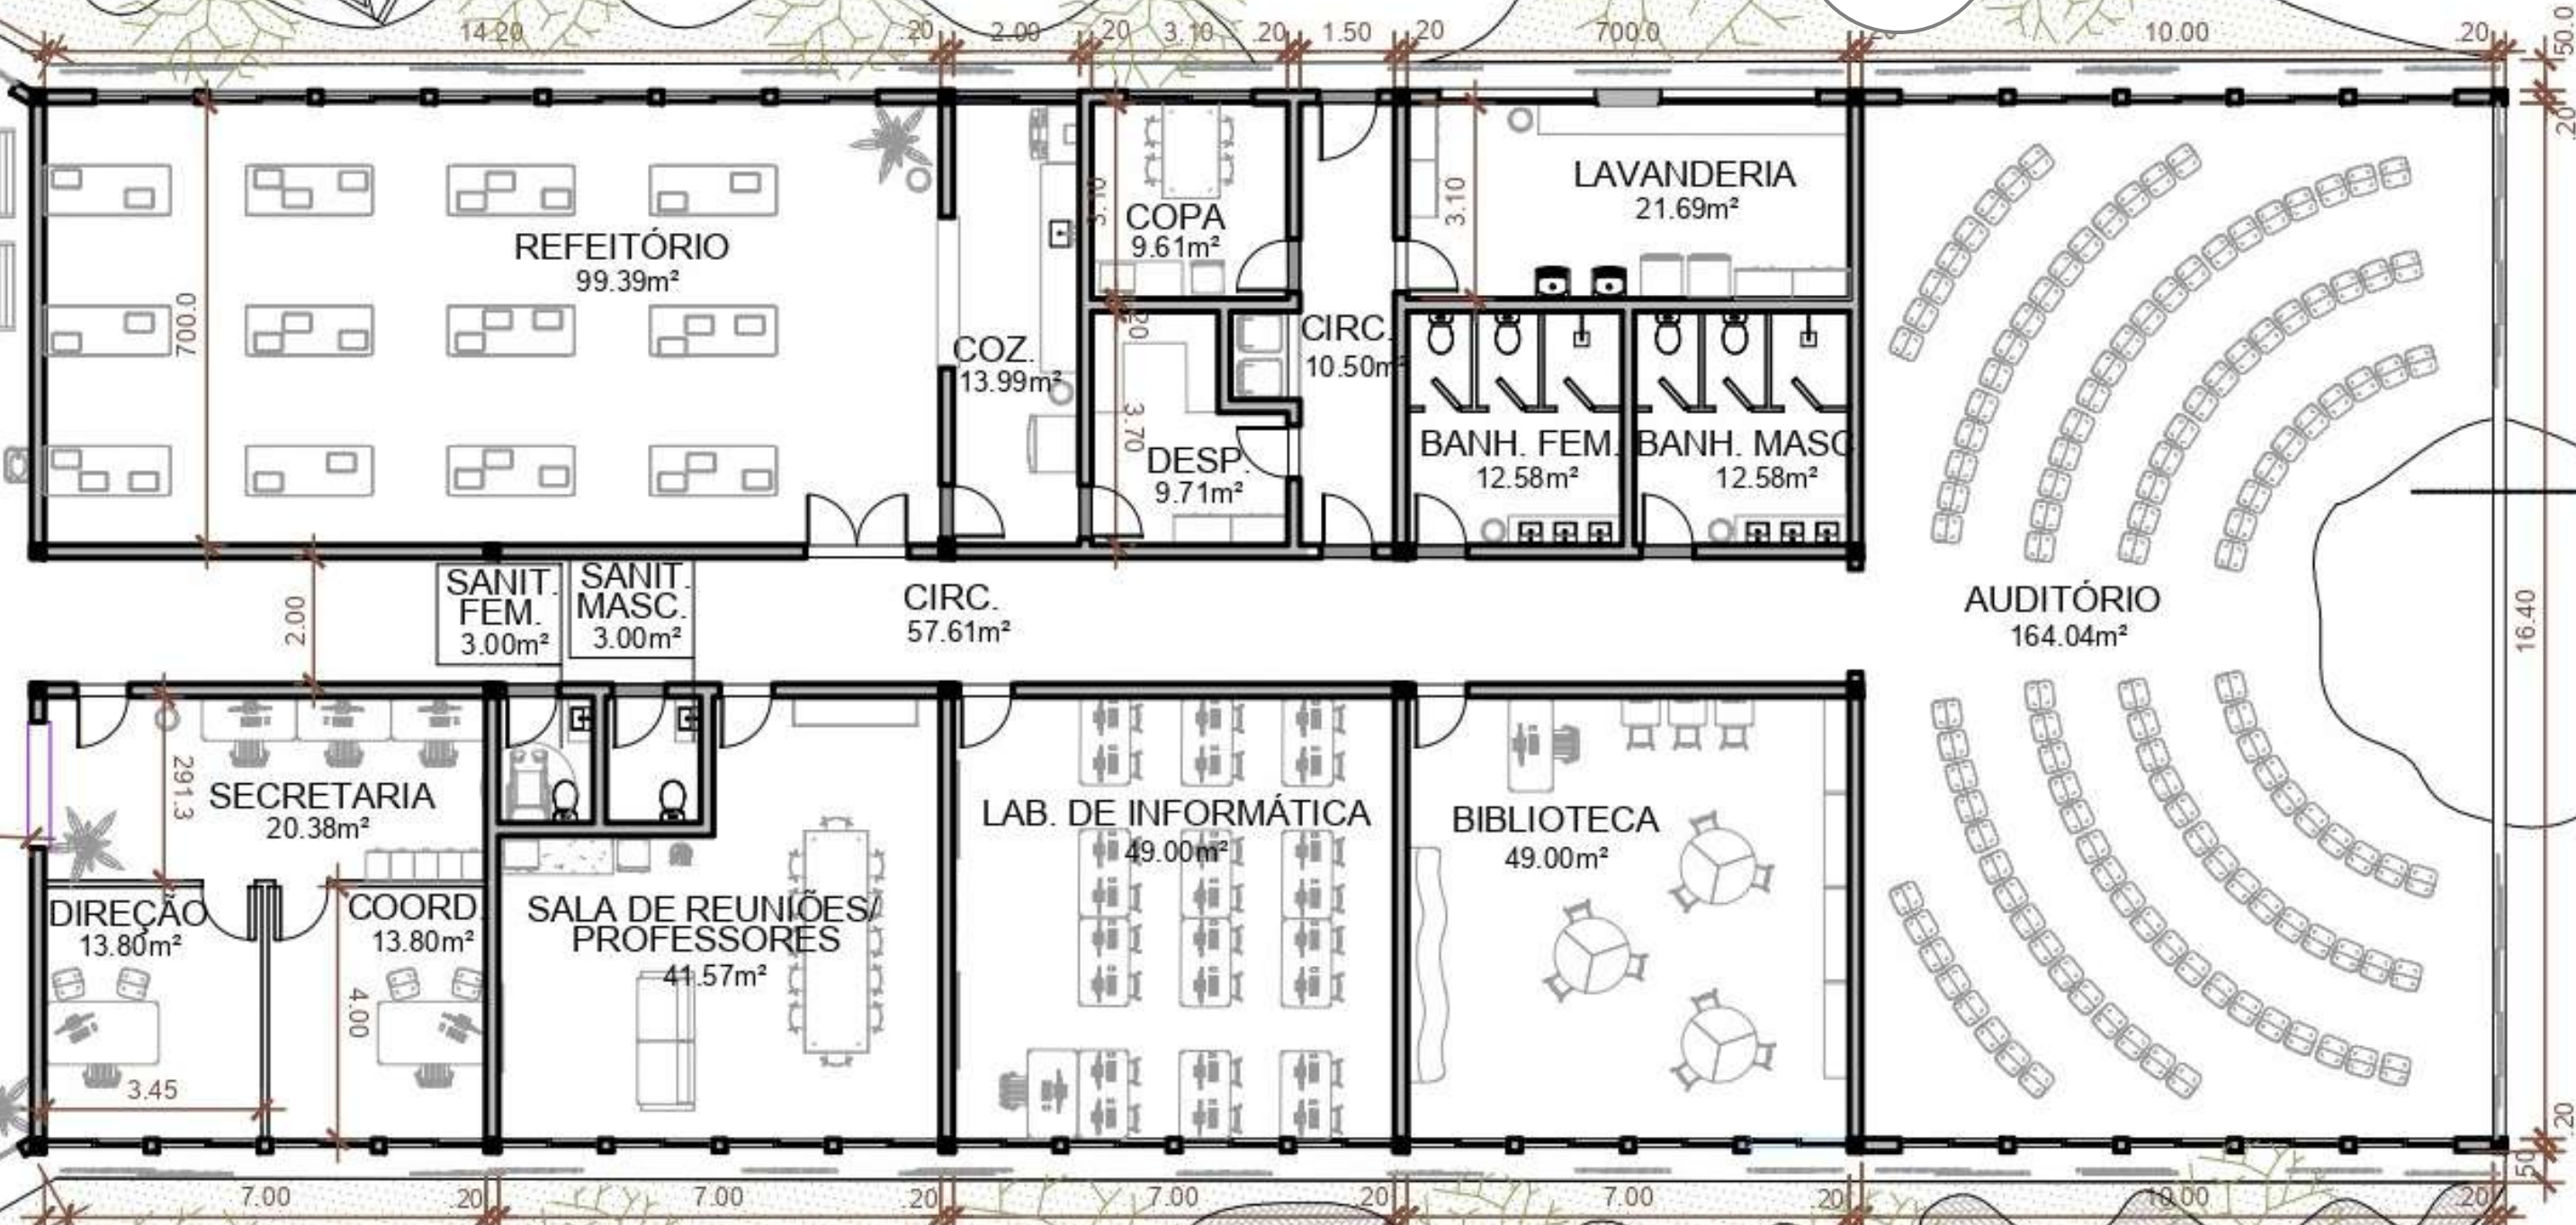 14.20 .20 2.09 .20 3.10 .20 1.50 .20 700.0 10.00 .20
.50.0
.20
REFEITÓRIO
99.39m²
700.0
COZ.
13.99m²
COPA
9.61m²
.20
3.70
DESP.
9.71m²
CIRC.
10.50m²
3.10
LAVANDERIA
21.69m²
BANH. FEM.
12.58m²
BANH. MASC
12.58m²
2.00
SANIT.
FEM.
3.00m²
SANIT.
MASC.
3.00m²
CIRC.
57.61m²
AUDITÓRIO
164.04m²
16.40
291.3
SECRETARIA
20.38m²
DIREÇÃO
13.80m²
COORD.
13.80m²
4.00
3.45
SALA DE REUNIÕES/
PROFESSORES
41.57m²
LAB. DE INFORMÁTICA
49.00m²
BIBLIOTECA
49.00m²
.20
.50
7.00 .20 7.00 .20 7.00 .20 7.00 .20 10.00 .20